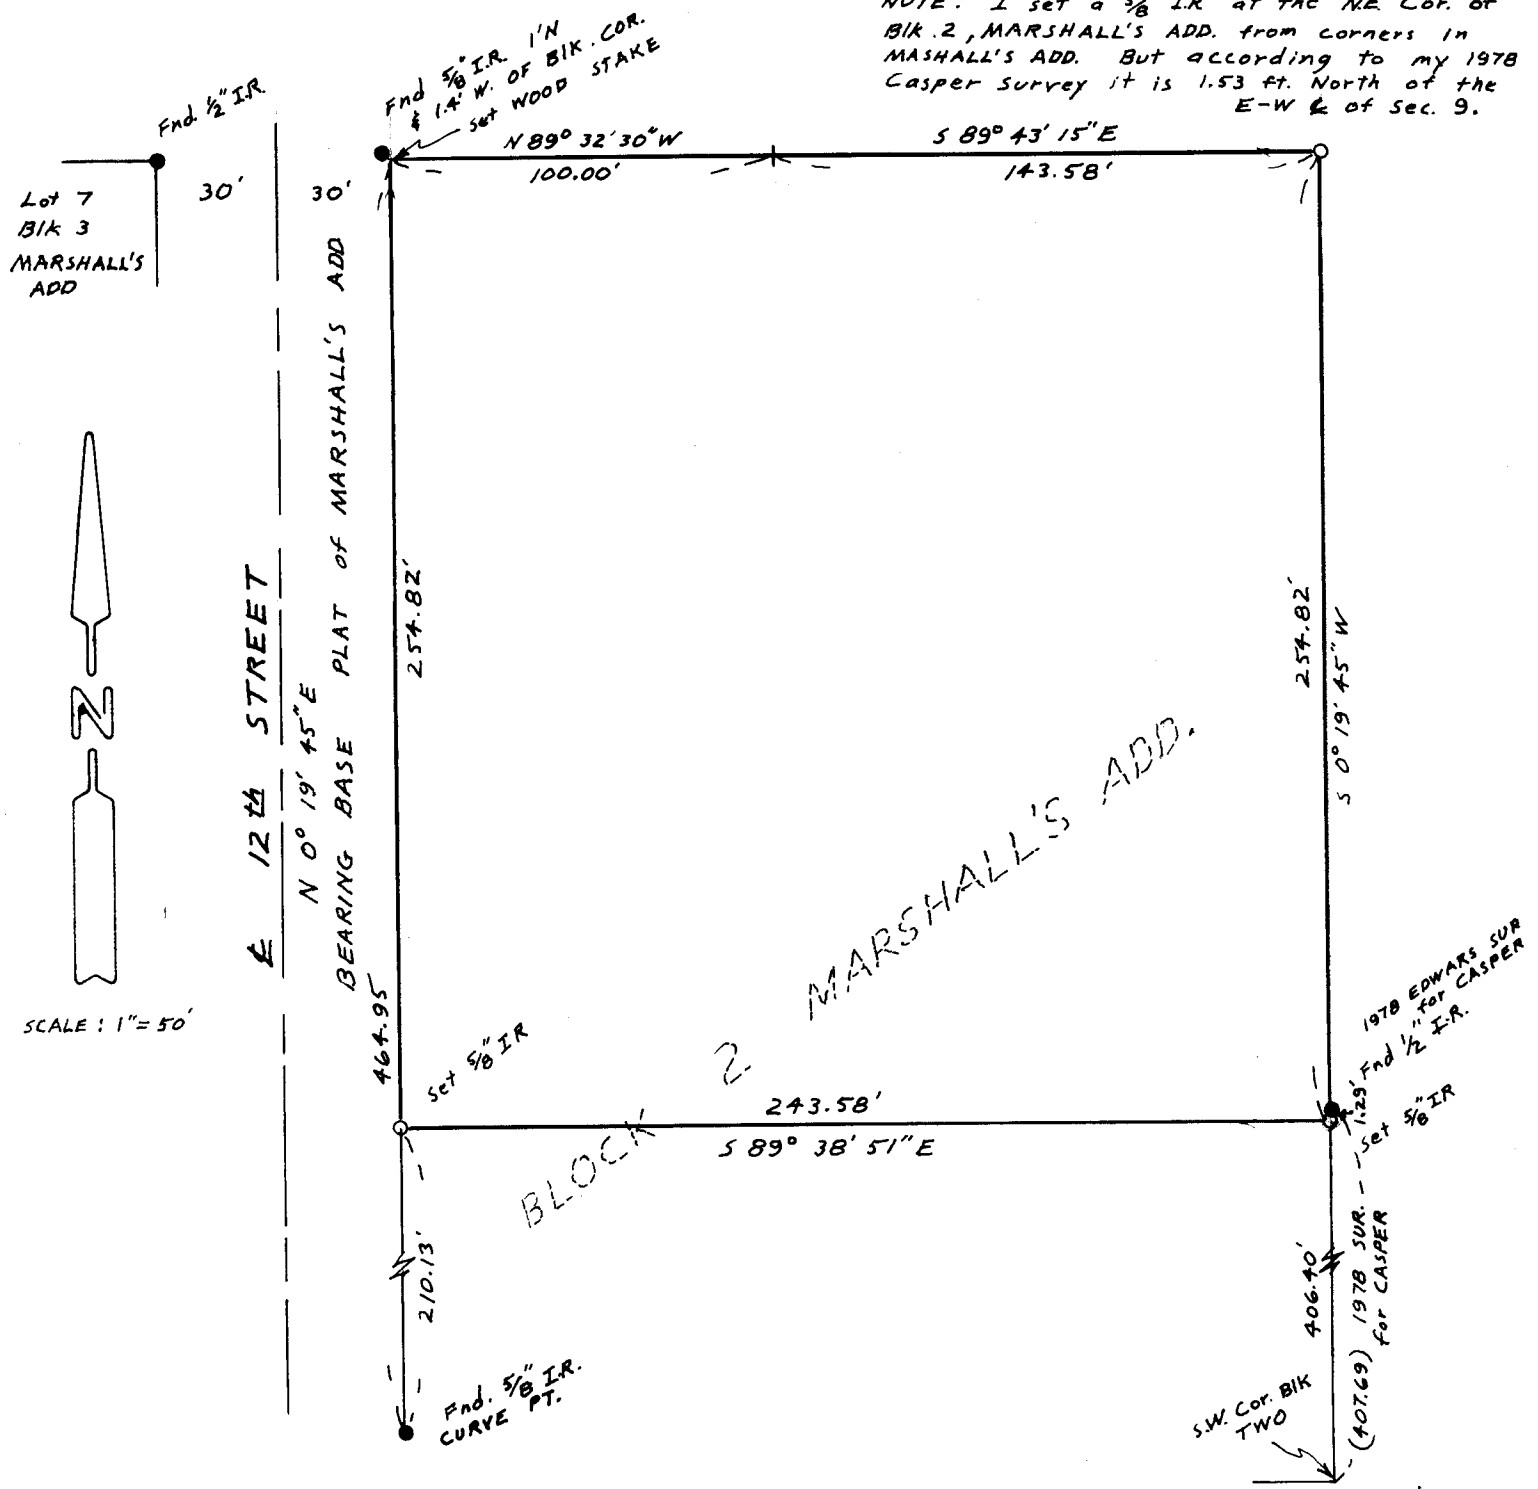 NOTE: I set a 5/8 I.R at the N.E. Cor. of
Blk.2, MARSHALL'S ADD. from corners in
MASHALL'S ADD. But according to my 1978
Casper Survey it is 1.53 ft. North of the
E-W ℄ of Sec. 9.
Fnd. 1/2" I.R.
Fnd 5/8" I.R. 1'N
& 1.4' W. OF Blk. COR.
set WOOD STAKE
N 89° 32' 30" W
100.00'
S 89° 43' 15" E
143.58'
Lot 7
Blk 3
MARSHALL'S
ADD
30'
30'
℄ 12th STREET
N 0° 19' 45" E
BEARING BASE PLAT of MARSHALL'S ADD
254.82'
464.95
254.82'
S 0° 19' 45" W
N
SCALE : 1" = 50'
set 5/8" IR
243.58'
S 89° 38' 51" E
BLOCK 2 MARSHALL'S ADD.
1978 EDWARS SUR
for CASPER
Fnd 1/2" I.R.
1.29'
set 5/8" IR
210.13'
Fnd. 5/8" I.R.
CURVE PT.
406.40'
(407.69) 1978 SUR.
for CASPER
S.W. Cor. Blk
TWO